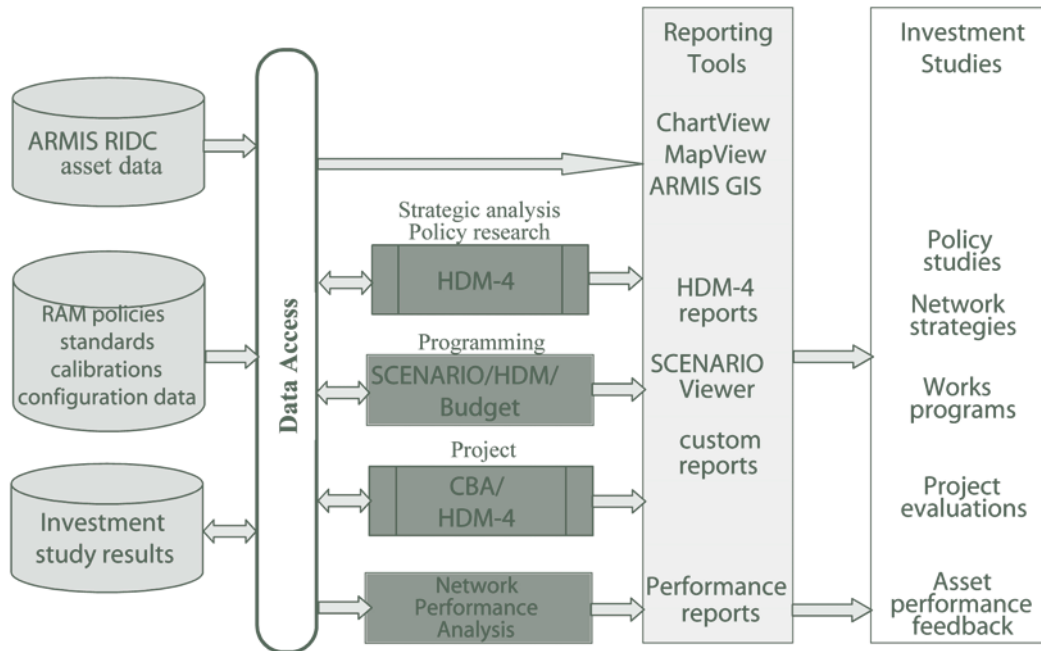 ARMIS RIDC
asset data
RAM policies
standards
calibrations
configuration data
Investment
study results
Data Access
Strategic analysis
Policy research
HDM-4
Programming
SCENARIO/HDM/
Budget
Project
CBA/
HDM-4
Network
Performance
Analysis
Reporting
Tools
ChartView
MapView
ARMIS GIS
HDM-4
reports
SCENARIO
Viewer
custom
reports
Performance
reports
Investment
Studies
Policy
studies
Network
strategies
Works
programs
Project
evaluations
Asset
performance
feedback